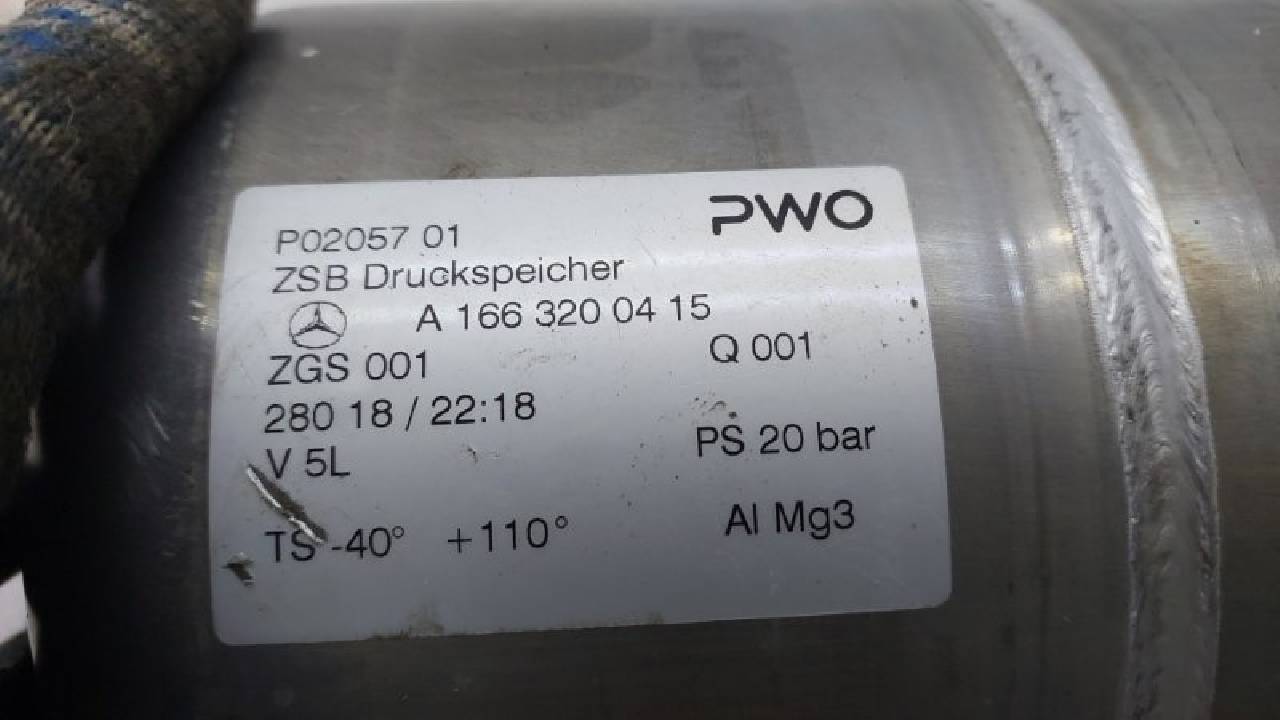 PWO
P02057 01
ZSB Druckspeicher
A 166 320 04 15
ZGS 001 Q 001
280 18 / 22:18
V 5L PS 20 bar
TS -40° +110° Al Mg3